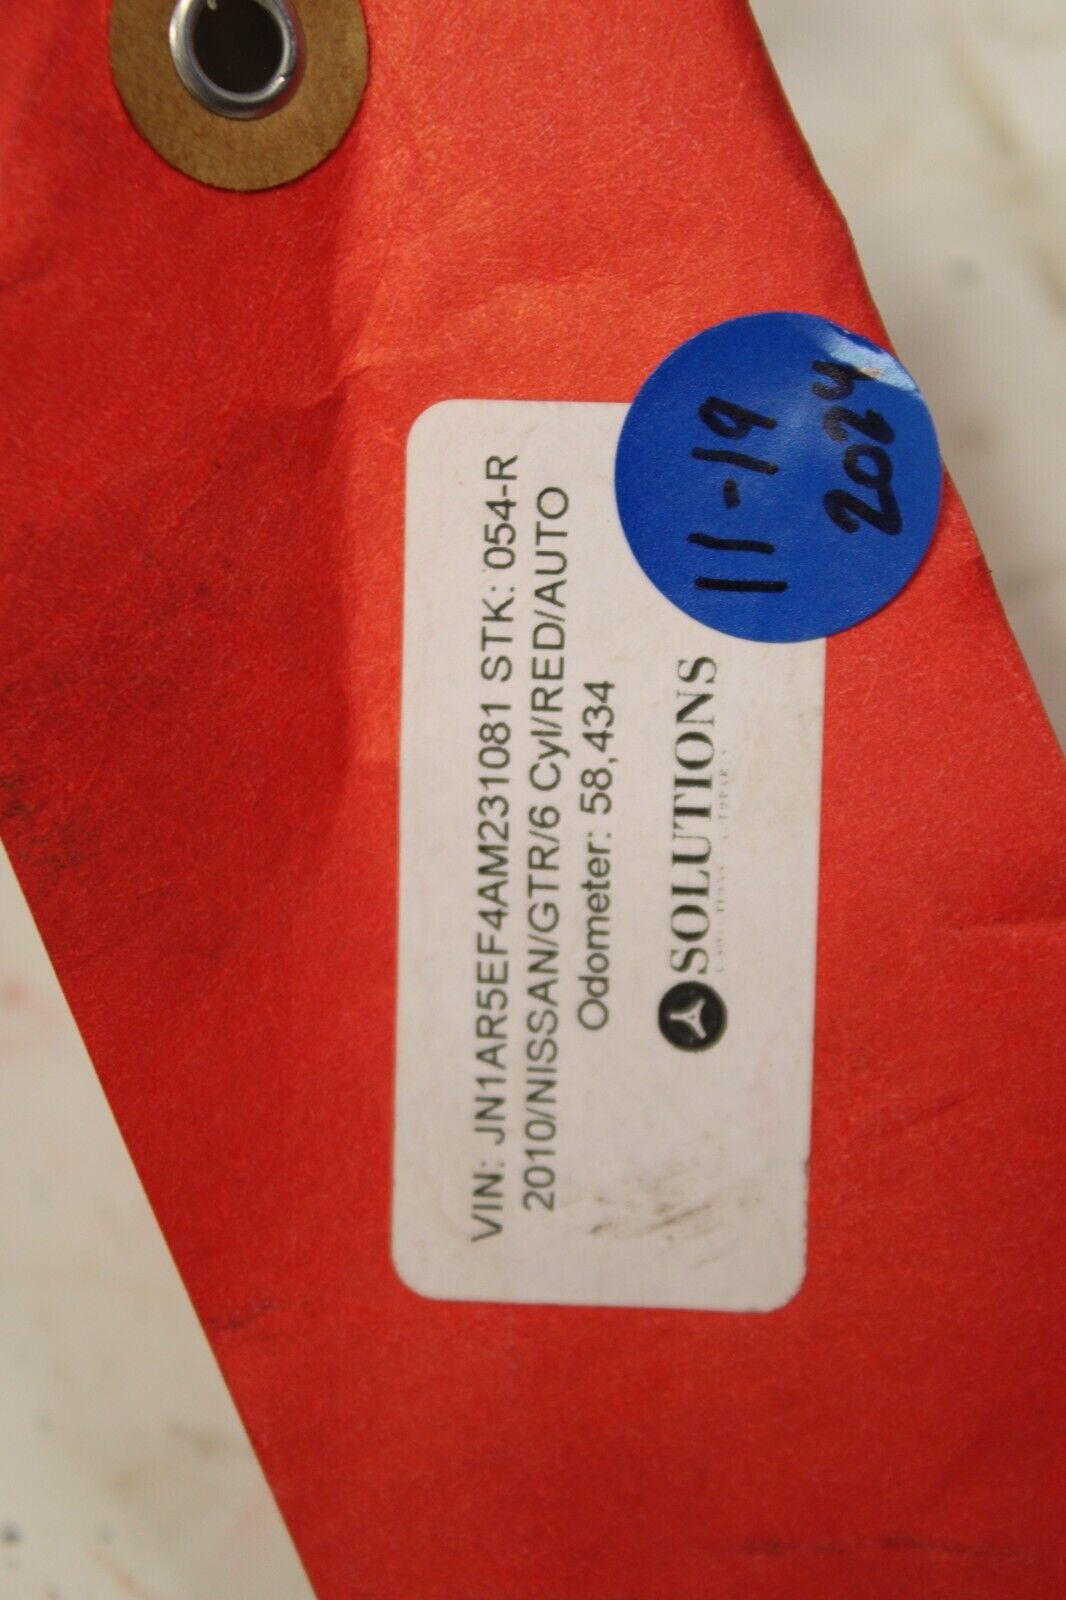 VIN: JN1AR5EF4AM231081 STK: 054-R
2010/NISSAN/GTR/6 Cyl/RED/AUTO
Odometer: 58,434
SOLUTIONS
11-19
2024